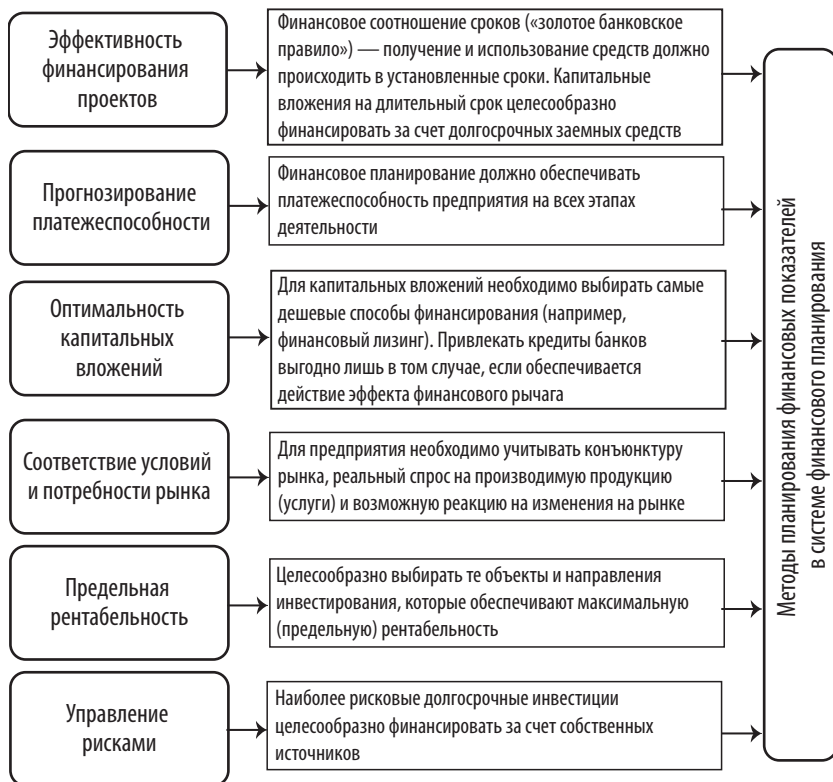 Эффективность
финансирования
проектов
Финансовое соотношение сроков («золотое банковское
правило») — получение и использование средств должно
происходить в установленные сроки. Капитальные
вложения на длительный срок целесообразно
финансировать за счет долгосрочных заемных средств
Прогнозирование
платежеспособности
Финансовое планирование должно обеспечивать
платежеспособность предприятия на всех этапах
деятельности
Оптимальность
капитальных
вложений
Для капитальных вложений необходимо выбирать самые
дешевые способы финансирования (например,
финансовый лизинг). Привлекать кредиты банков
выгодно лишь в том случае, если обеспечивается
действие эффекта финансового рычага
Соответствие условий
и потребности рынка
Для предприятия необходимо учитывать конъюнктуру
рынка, реальный спрос на производимую продукцию
(услуги) и возможную реакцию на изменения на рынке
Предельная
рентабельность
Целесообразно выбирать те объекты и направления
инвестирования, которые обеспечивают максимальную
(предельную) рентабельность
Управление
рисками
Наиболее рисковые долгосрочные инвестиции
целесообразно финансировать за счет собственных
источников
Методы планирования финансовых показателей
в системе финансового планирования